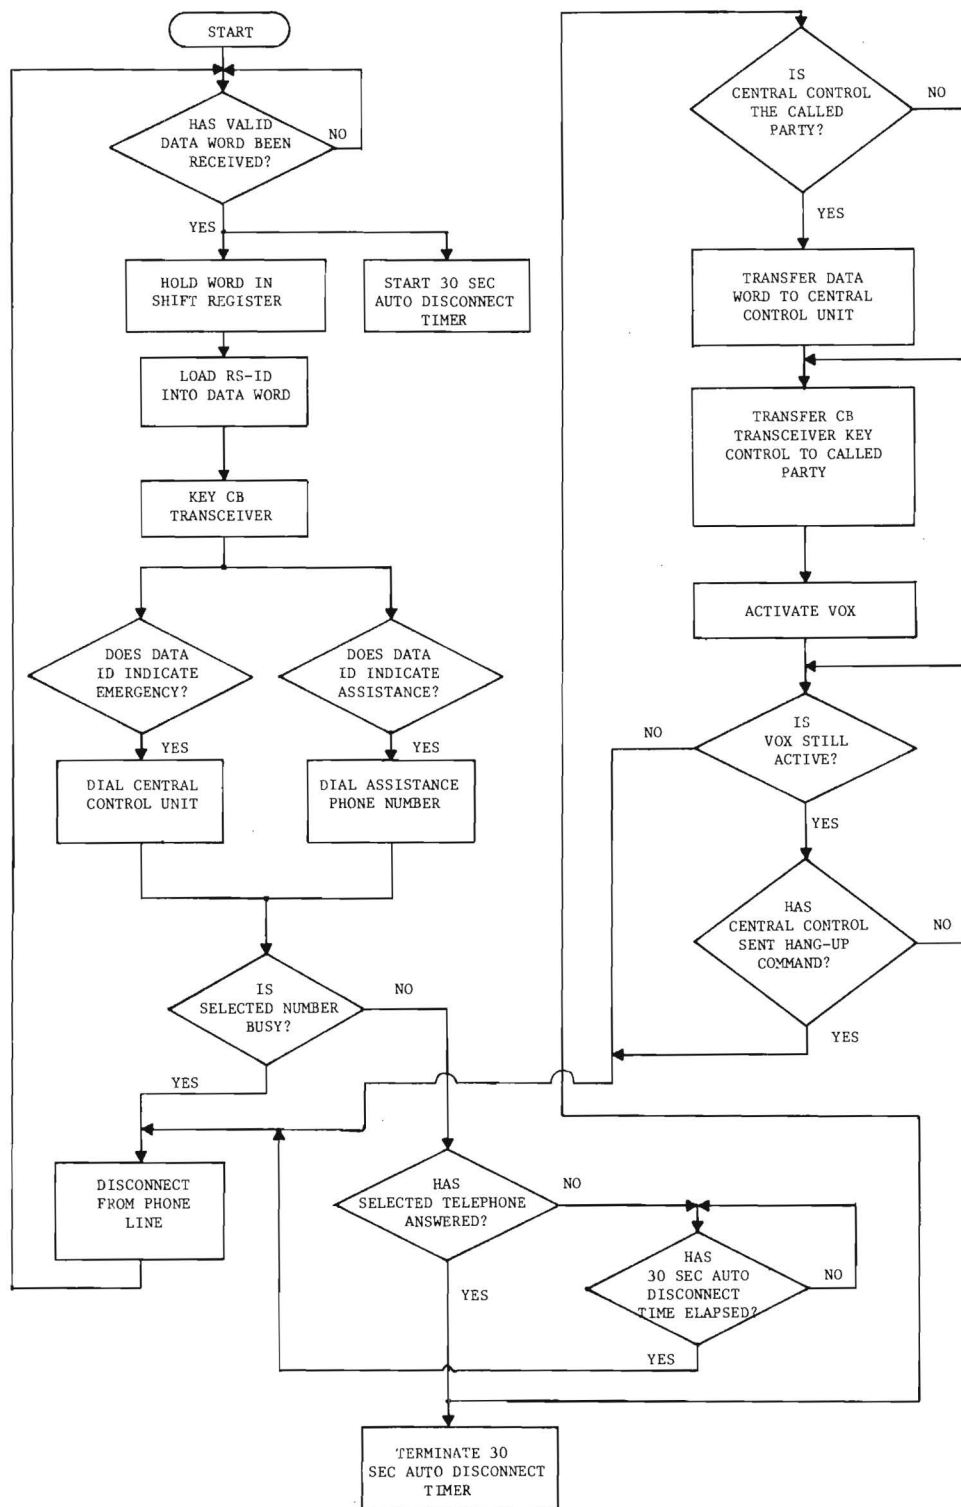 START
HAS VALID
DATA WORD BEEN
RECEIVED?
NO
YES
HOLD WORD IN
SHIFT REGISTER
START 30 SEC
AUTO DISCONNECT
TIMER
LOAD RS-ID
INTO DATA WORD
KEY CB
TRANSCEIVER
DOES DATA
ID INDICATE
EMERGENCY?
DOES DATA
ID INDICATE
ASSISTANCE?
YES
YES
DIAL CENTRAL
CONTROL UNIT
DIAL ASSISTANCE
PHONE NUMBER
IS
SELECTED NUMBER
BUSY?
NO
YES
DISCONNECT
FROM PHONE
LINE
HAS
SELECTED TELEPHONE
ANSWERED?
NO
YES
HAS
30 SEC AUTO
DISCONNECT
TIME ELAPSED?
NO
YES
TERMINATE 30
SEC AUTO DISCONNECT
TIMER
IS
CENTRAL CONTROL
THE CALLED
PARTY?
NO
YES
TRANSFER DATA
WORD TO CENTRAL
CONTROL UNIT
TRANSFER CB
TRANSCEIVER KEY
CONTROL TO CALLED
PARTY
ACTIVATE VOX
IS
VOX STILL
ACTIVE?
NO
YES
HAS
CENTRAL CONTROL
SENT HANG-UP
COMMAND?
NO
YES